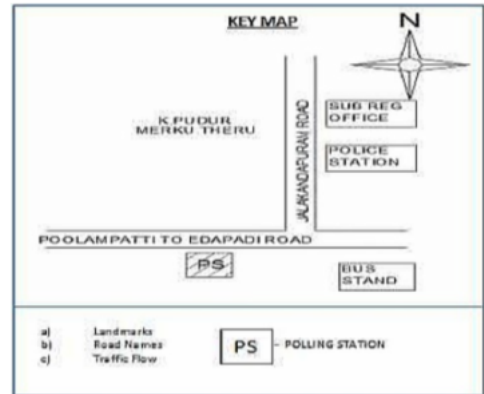 KEY MAP
N
SUB REG
OFFICE
K.PUDUR
MERKU THERU
JALAKANDAPURAM ROAD
POLICE
STATION
POOLAMPATTI TO EDAPADI ROAD
PS
BUS
STAND
a) Landmarks
b) Road Names
c) Traffic Flow
PS - POLLING STATION